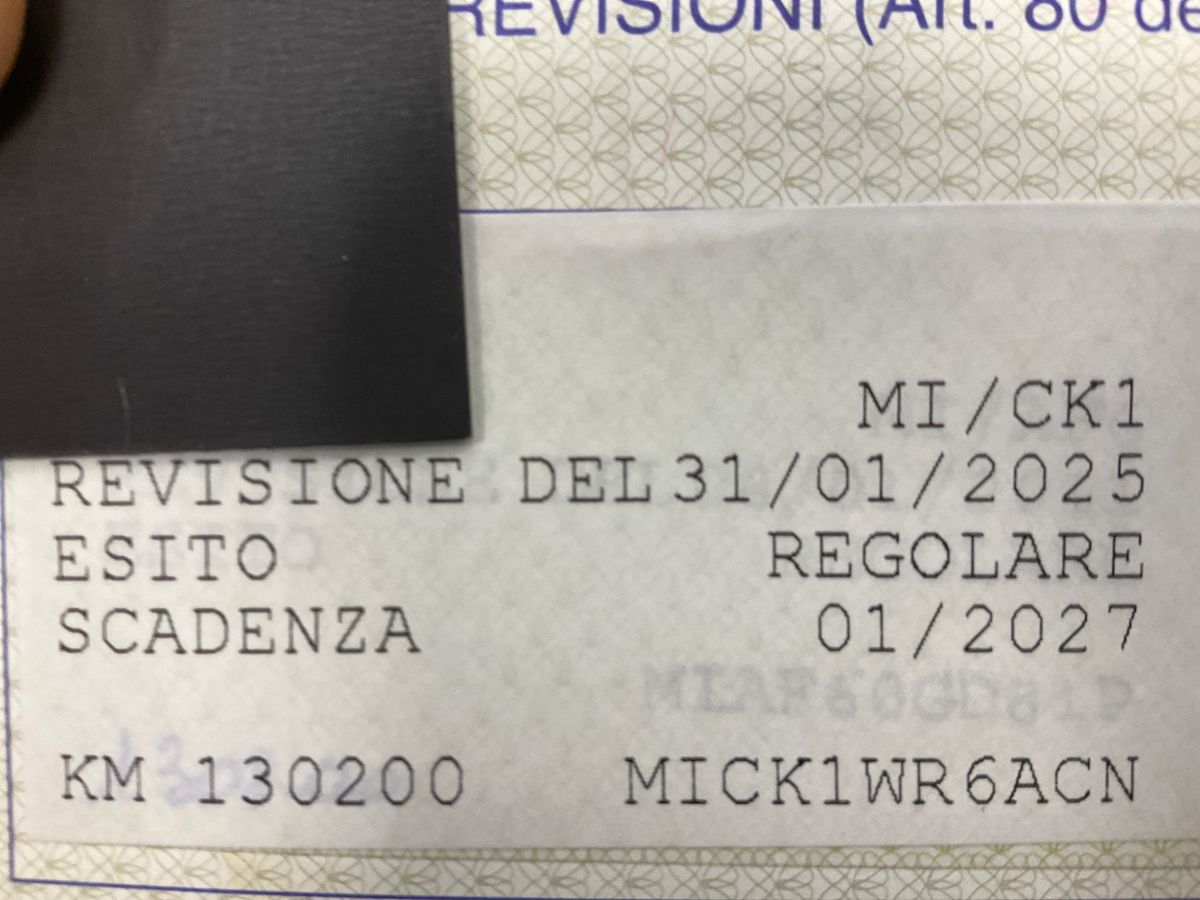 REVISIONI (Art. 80 de
MI/CK1
REVISIONE DEL 31/01/2025
ESITO REGOLARE
SCADENZA 01/2027
KM 130200 MICK1WR6ACN